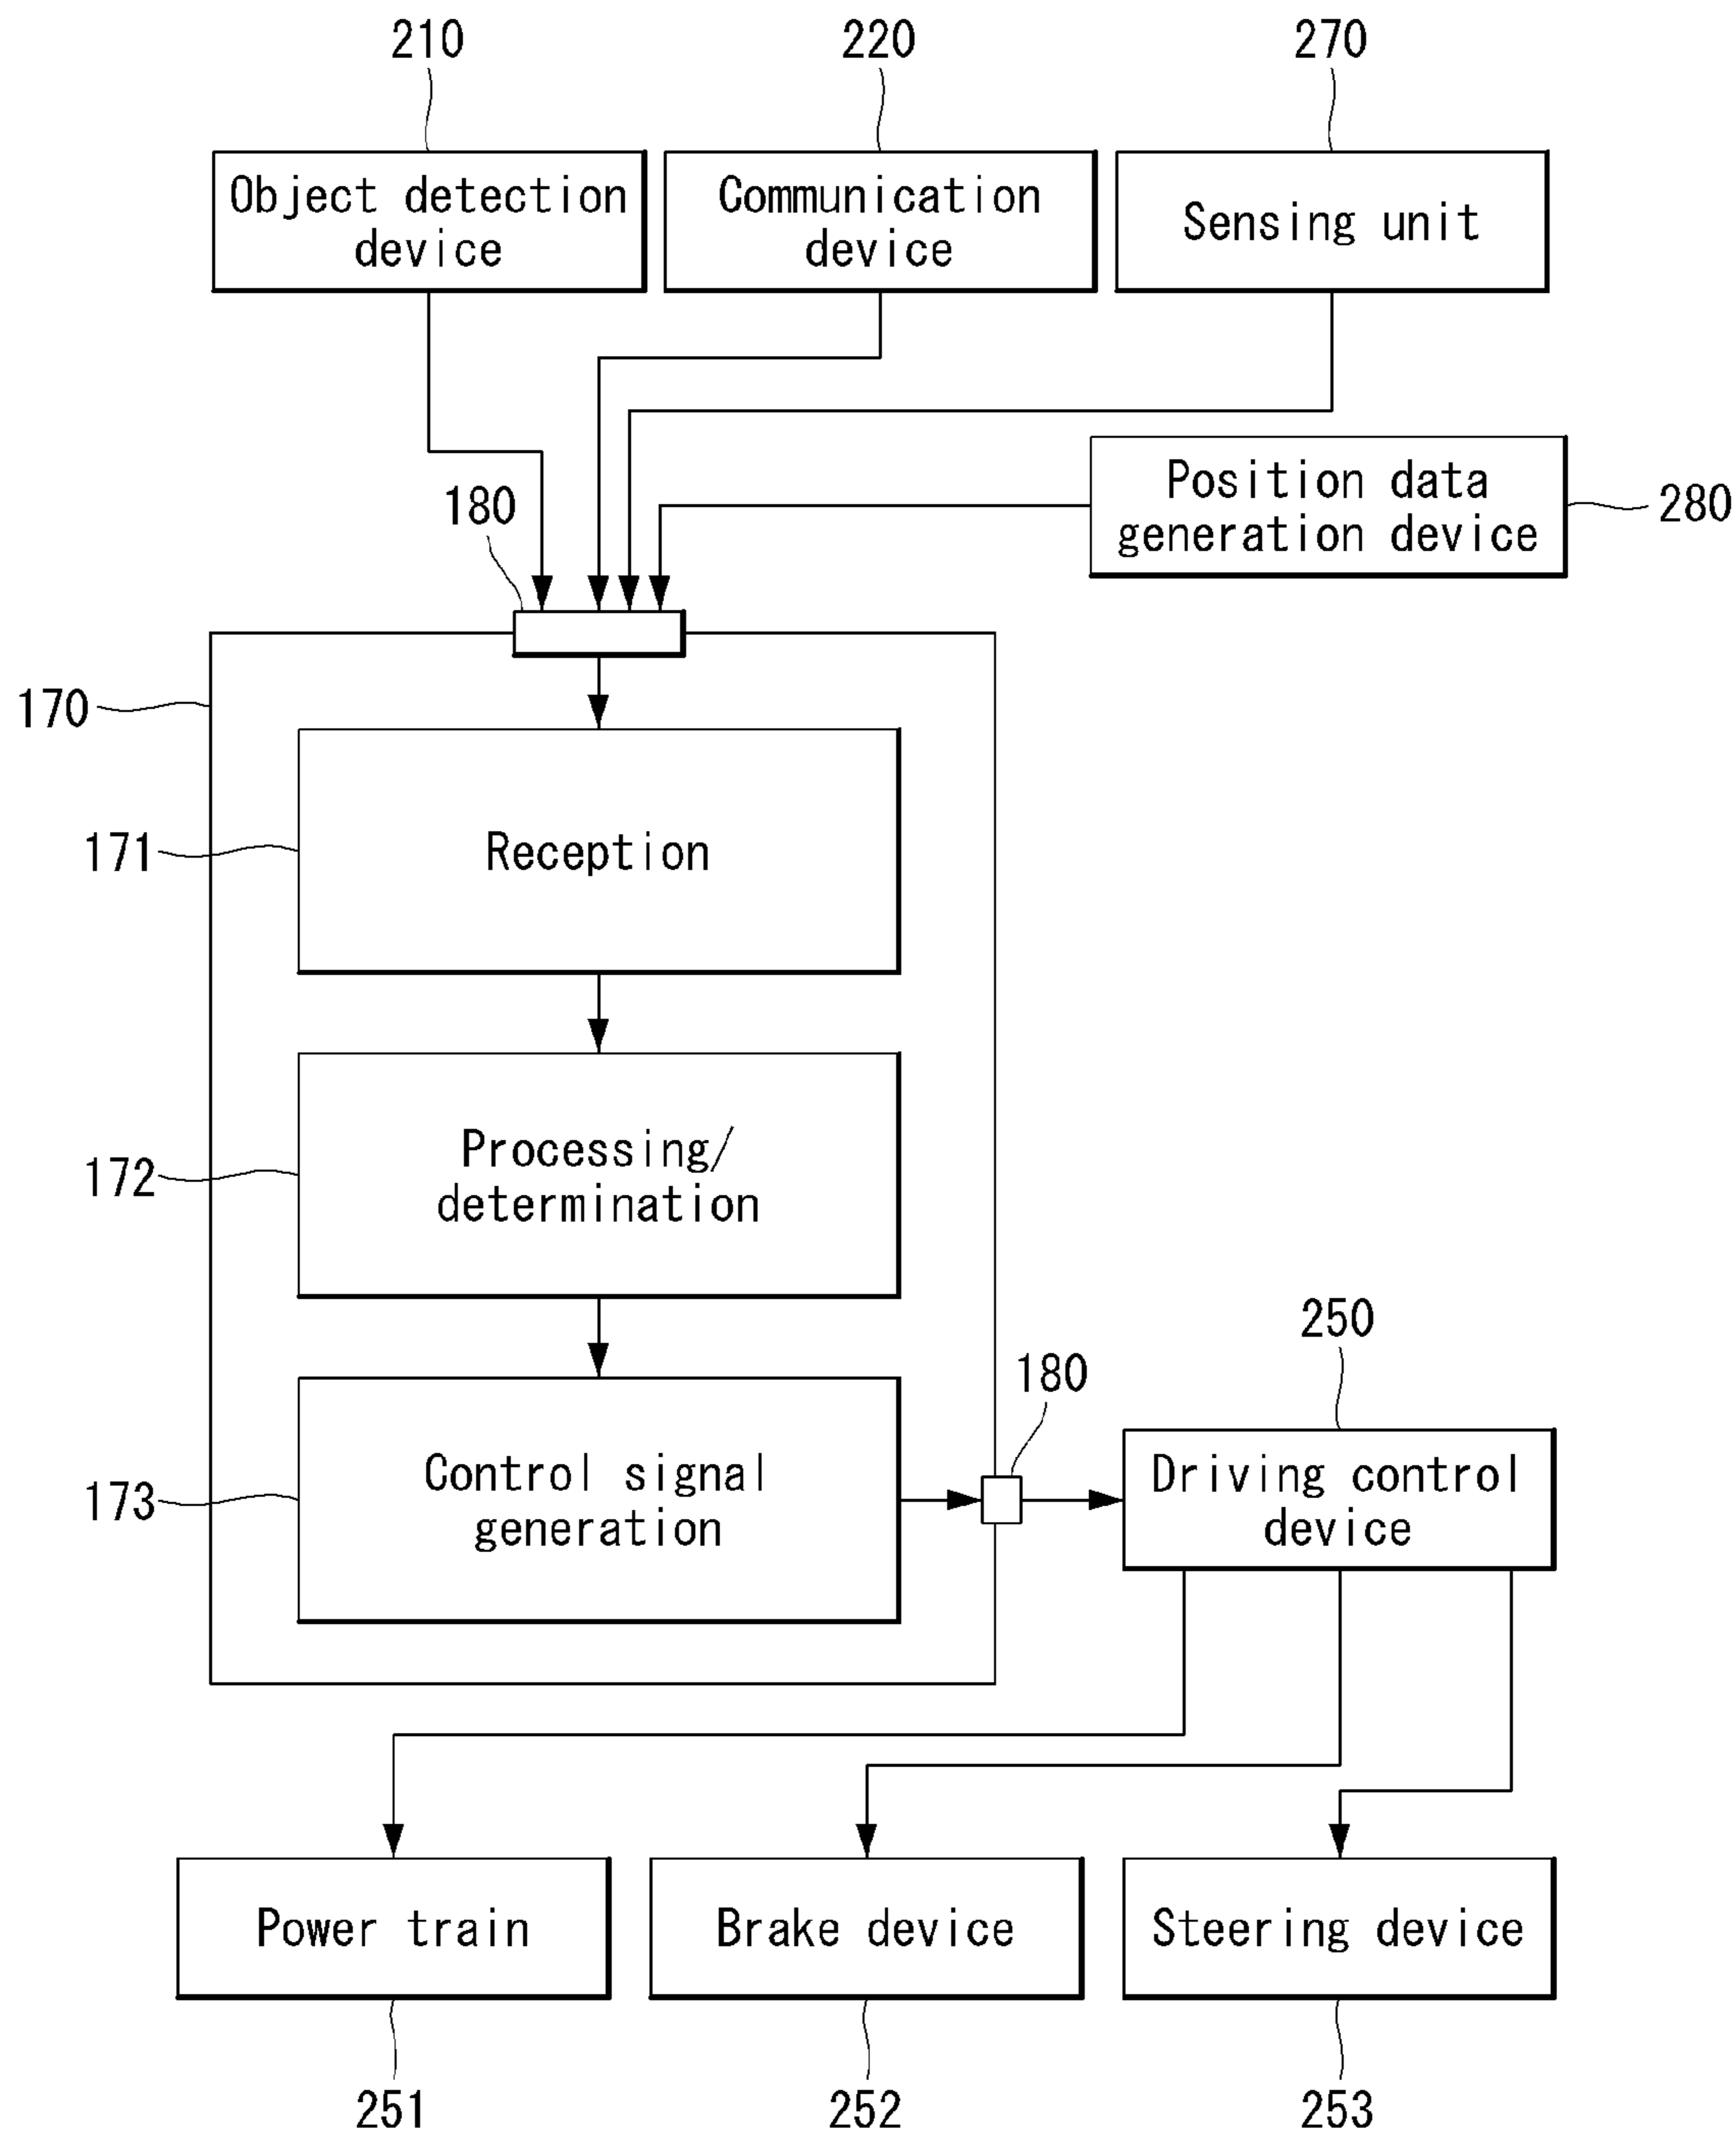 210
220
270
Object detection
device
Communication
device
Sensing unit
Position data
generation device
280
180
170
Reception
171
Processing/
determination
172
250
180
Control signal
generation
173
Driving control
device
Power train
Brake device
Steering device
251
252
253